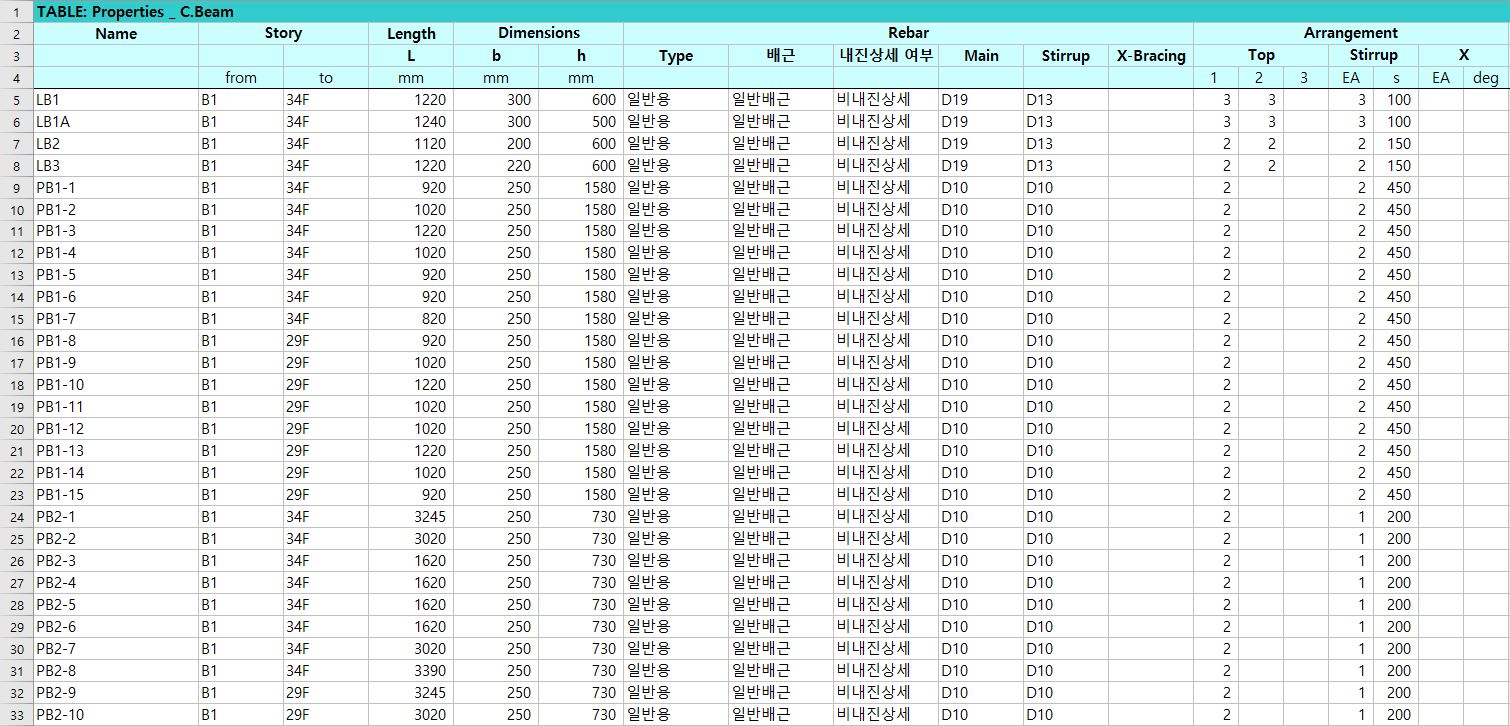 1 TABLE: Properties _ C.Beam
2 Name Story Length Dimensions Rebar Arrangement
3 L b h Type 배근 내진상세 여부 Main Stirrup X-Bracing Top Stirrup X
4 from to mm mm mm 1 2 3 EA s EA deg
5 LB1 B1 34F 1220 300 600 일반용 일반배근 비내진상세 D19 D13 3 3 3 100
6 LB1A B1 34F 1240 300 500 일반용 일반배근 비내진상세 D19 D13 3 3 3 100
7 LB2 B1 34F 1120 200 600 일반용 일반배근 비내진상세 D19 D13 2 2 2 150
8 LB3 B1 34F 1220 220 600 일반용 일반배근 비내진상세 D19 D13 2 2 2 150
9 PB1-1 B1 34F 920 250 1580 일반용 일반배근 비내진상세 D10 D10 2 2 450
10 PB1-2 B1 34F 1020 250 1580 일반용 일반배근 비내진상세 D10 D10 2 2 450
11 PB1-3 B1 34F 1220 250 1580 일반용 일반배근 비내진상세 D10 D10 2 2 450
12 PB1-4 B1 34F 1020 250 1580 일반용 일반배근 비내진상세 D10 D10 2 2 450
13 PB1-5 B1 34F 920 250 1580 일반용 일반배근 비내진상세 D10 D10 2 2 450
14 PB1-6 B1 34F 920 250 1580 일반용 일반배근 비내진상세 D10 D10 2 2 450
15 PB1-7 B1 34F 820 250 1580 일반용 일반배근 비내진상세 D10 D10 2 2 450
16 PB1-8 B1 29F 920 250 1580 일반용 일반배근 비내진상세 D10 D10 2 2 450
17 PB1-9 B1 29F 1020 250 1580 일반용 일반배근 비내진상세 D10 D10 2 2 450
18 PB1-10 B1 29F 1220 250 1580 일반용 일반배근 비내진상세 D10 D10 2 2 450
19 PB1-11 B1 29F 1020 250 1580 일반용 일반배근 비내진상세 D10 D10 2 2 450
20 PB1-12 B1 29F 1020 250 1580 일반용 일반배근 비내진상세 D10 D10 2 2 450
21 PB1-13 B1 29F 1220 250 1580 일반용 일반배근 비내진상세 D10 D10 2 2 450
22 PB1-14 B1 29F 1020 250 1580 일반용 일반배근 비내진상세 D10 D10 2 2 450
23 PB1-15 B1 29F 920 250 1580 일반용 일반배근 비내진상세 D10 D10 2 2 450
24 PB2-1 B1 34F 3245 250 730 일반용 일반배근 비내진상세 D10 D10 2 1 200
25 PB2-2 B1 34F 3020 250 730 일반용 일반배근 비내진상세 D10 D10 2 1 200
26 PB2-3 B1 34F 1620 250 730 일반용 일반배근 비내진상세 D10 D10 2 1 200
27 PB2-4 B1 34F 1620 250 730 일반용 일반배근 비내진상세 D10 D10 2 1 200
28 PB2-5 B1 34F 1620 250 730 일반용 일반배근 비내진상세 D10 D10 2 1 200
29 PB2-6 B1 34F 1620 250 730 일반용 일반배근 비내진상세 D10 D10 2 1 200
30 PB2-7 B1 34F 3020 250 730 일반용 일반배근 비내진상세 D10 D10 2 1 200
31 PB2-8 B1 34F 3390 250 730 일반용 일반배근 비내진상세 D10 D10 2 1 200
32 PB2-9 B1 29F 3245 250 730 일반용 일반배근 비내진상세 D10 D10 2 1 200
33 PB2-10 B1 29F 3020 250 730 일반용 일반배근 비내진상세 D10 D10 2 1 200